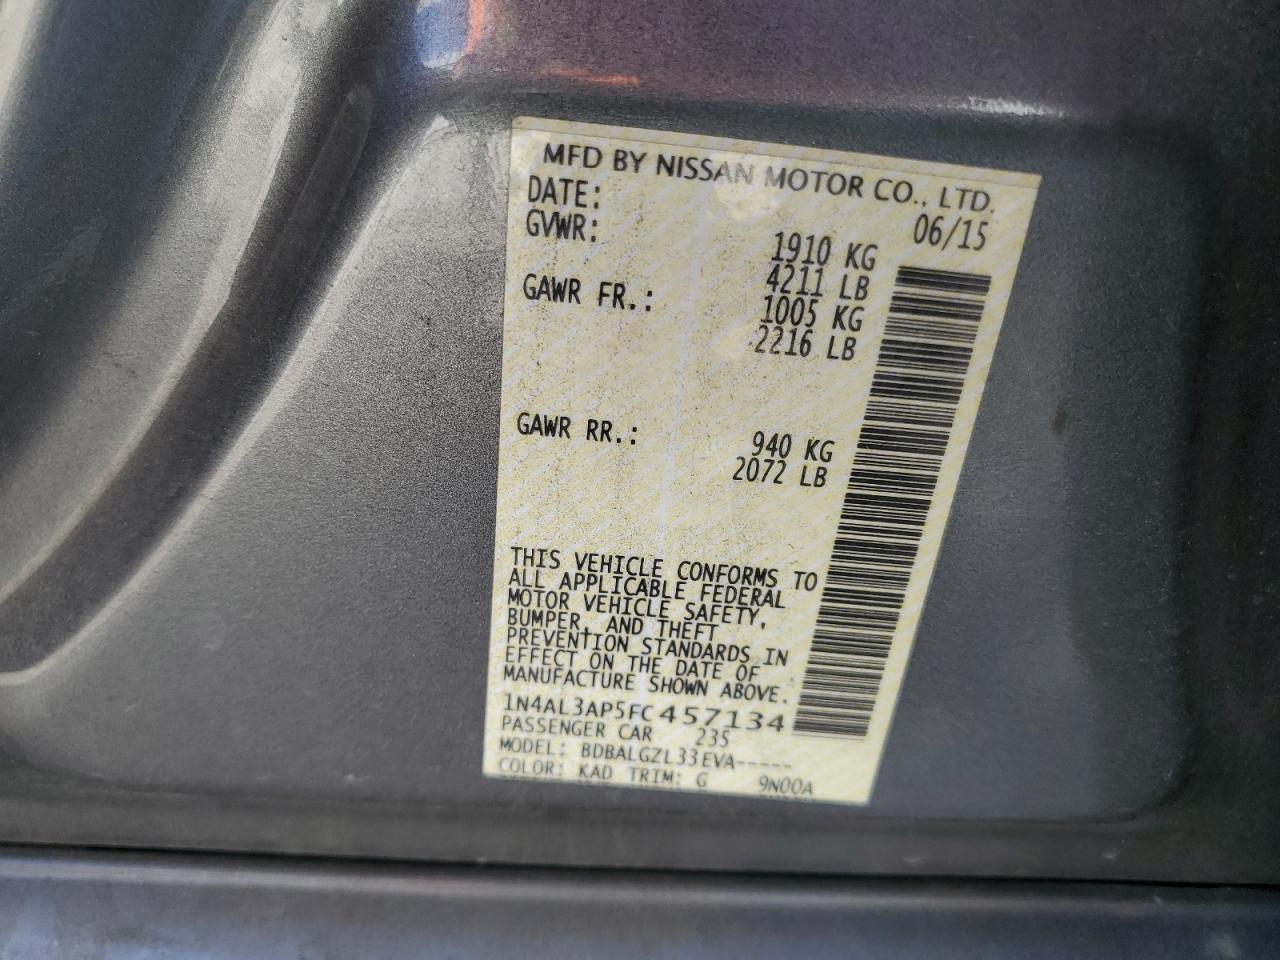 MFD BY NISSAN MOTOR CO., LTD.
DATE: 06/15
GVWR: 1910 KG
4211 LB
GAWR FR.: 1005 KG
2216 LB
GAWR RR.: 940 KG
2072 LB
THIS VEHICLE CONFORMS TO
ALL APPLICABLE FEDERAL
MOTOR VEHICLE SAFETY,
BUMPER, AND THEFT
PREVENTION STANDARDS IN
EFFECT ON THE DATE OF
MANUFACTURE SHOWN ABOVE.
1N4AL3AP5FC457134
PASSENGER CAR 235
MODEL: BDBALGZL33EVA-----
COLOR: KAD TRIM: G 9N00A